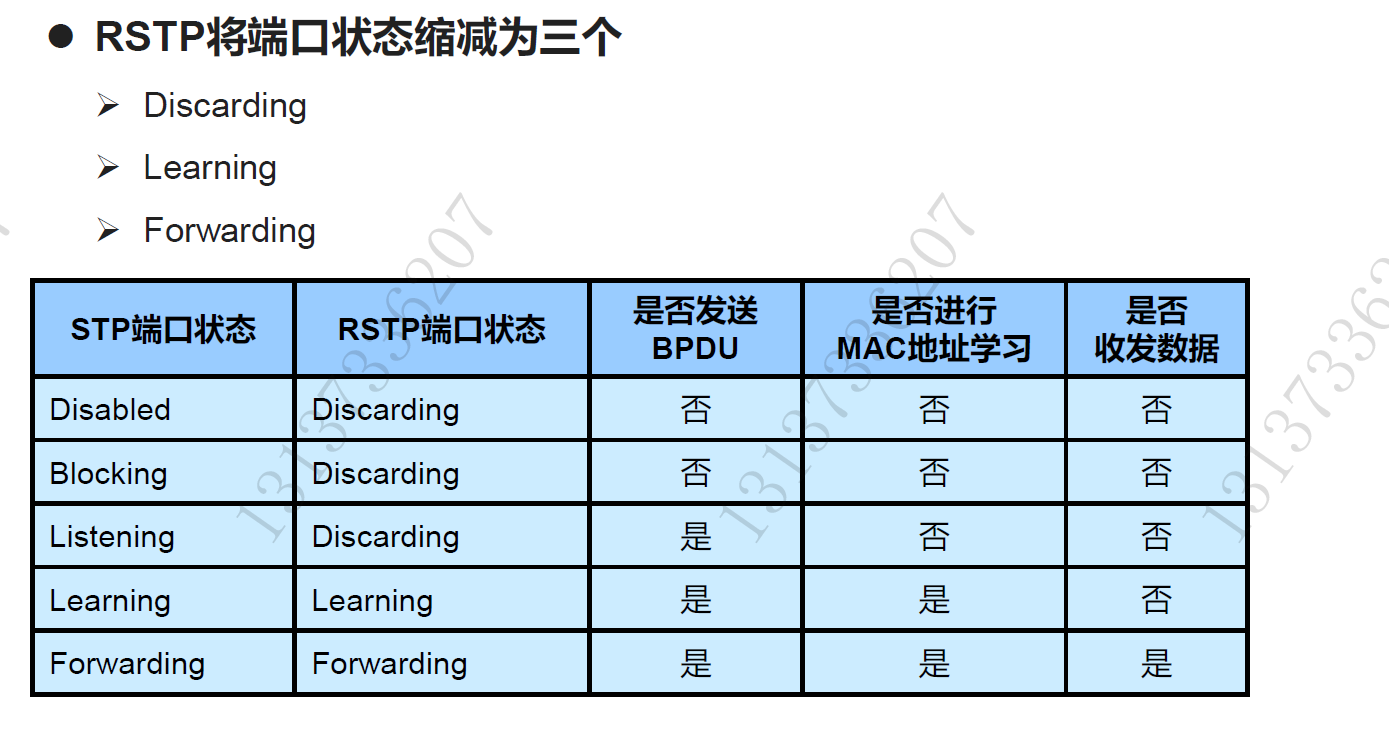 ● RSTP将端口状态缩减为三个
➢ Discarding
➢ Learning
➢ Forwarding
STP端口状态 RSTP端口状态 是否发送BPDU 是否进行MAC地址学习 是否收发数据
Disabled Discarding 否 否 否
Blocking Discarding 否 否 否
Listening Discarding 是 否 否
Learning Learning 是 是 否
Forwarding Forwarding 是 是 是
13137336207
13137336207